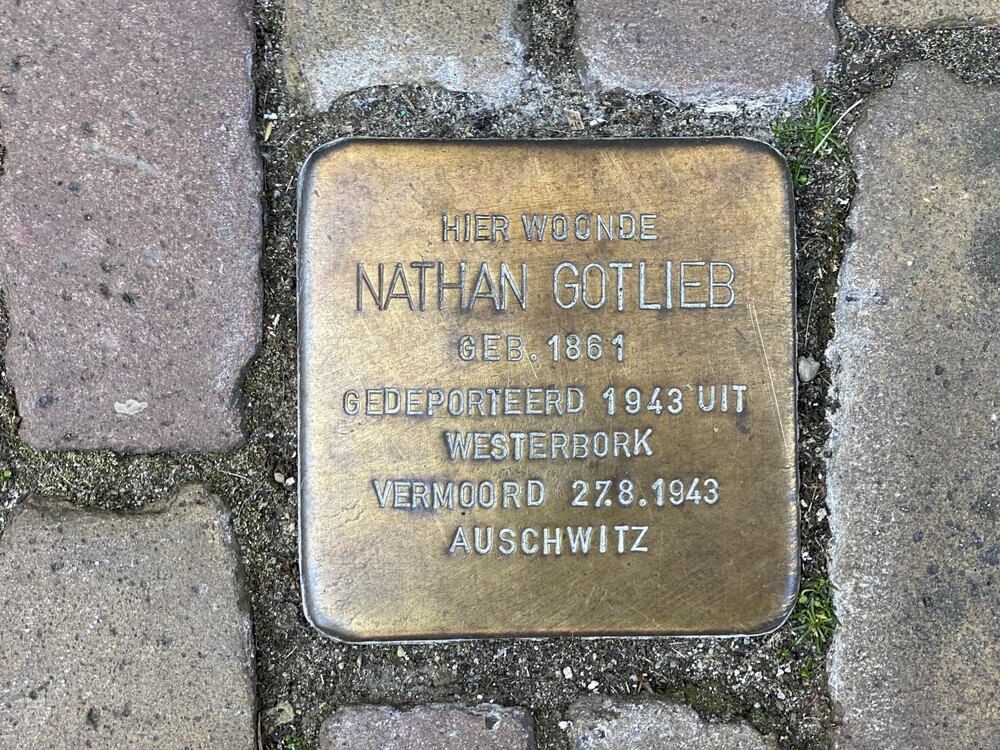 HIER WOONDE
NATHAN GOTLIEB
GEB. 1861
GEDEPORTEERD 1943 UIT
WESTERBORK
VERMOORD 27.8.1943
AUSCHWITZ